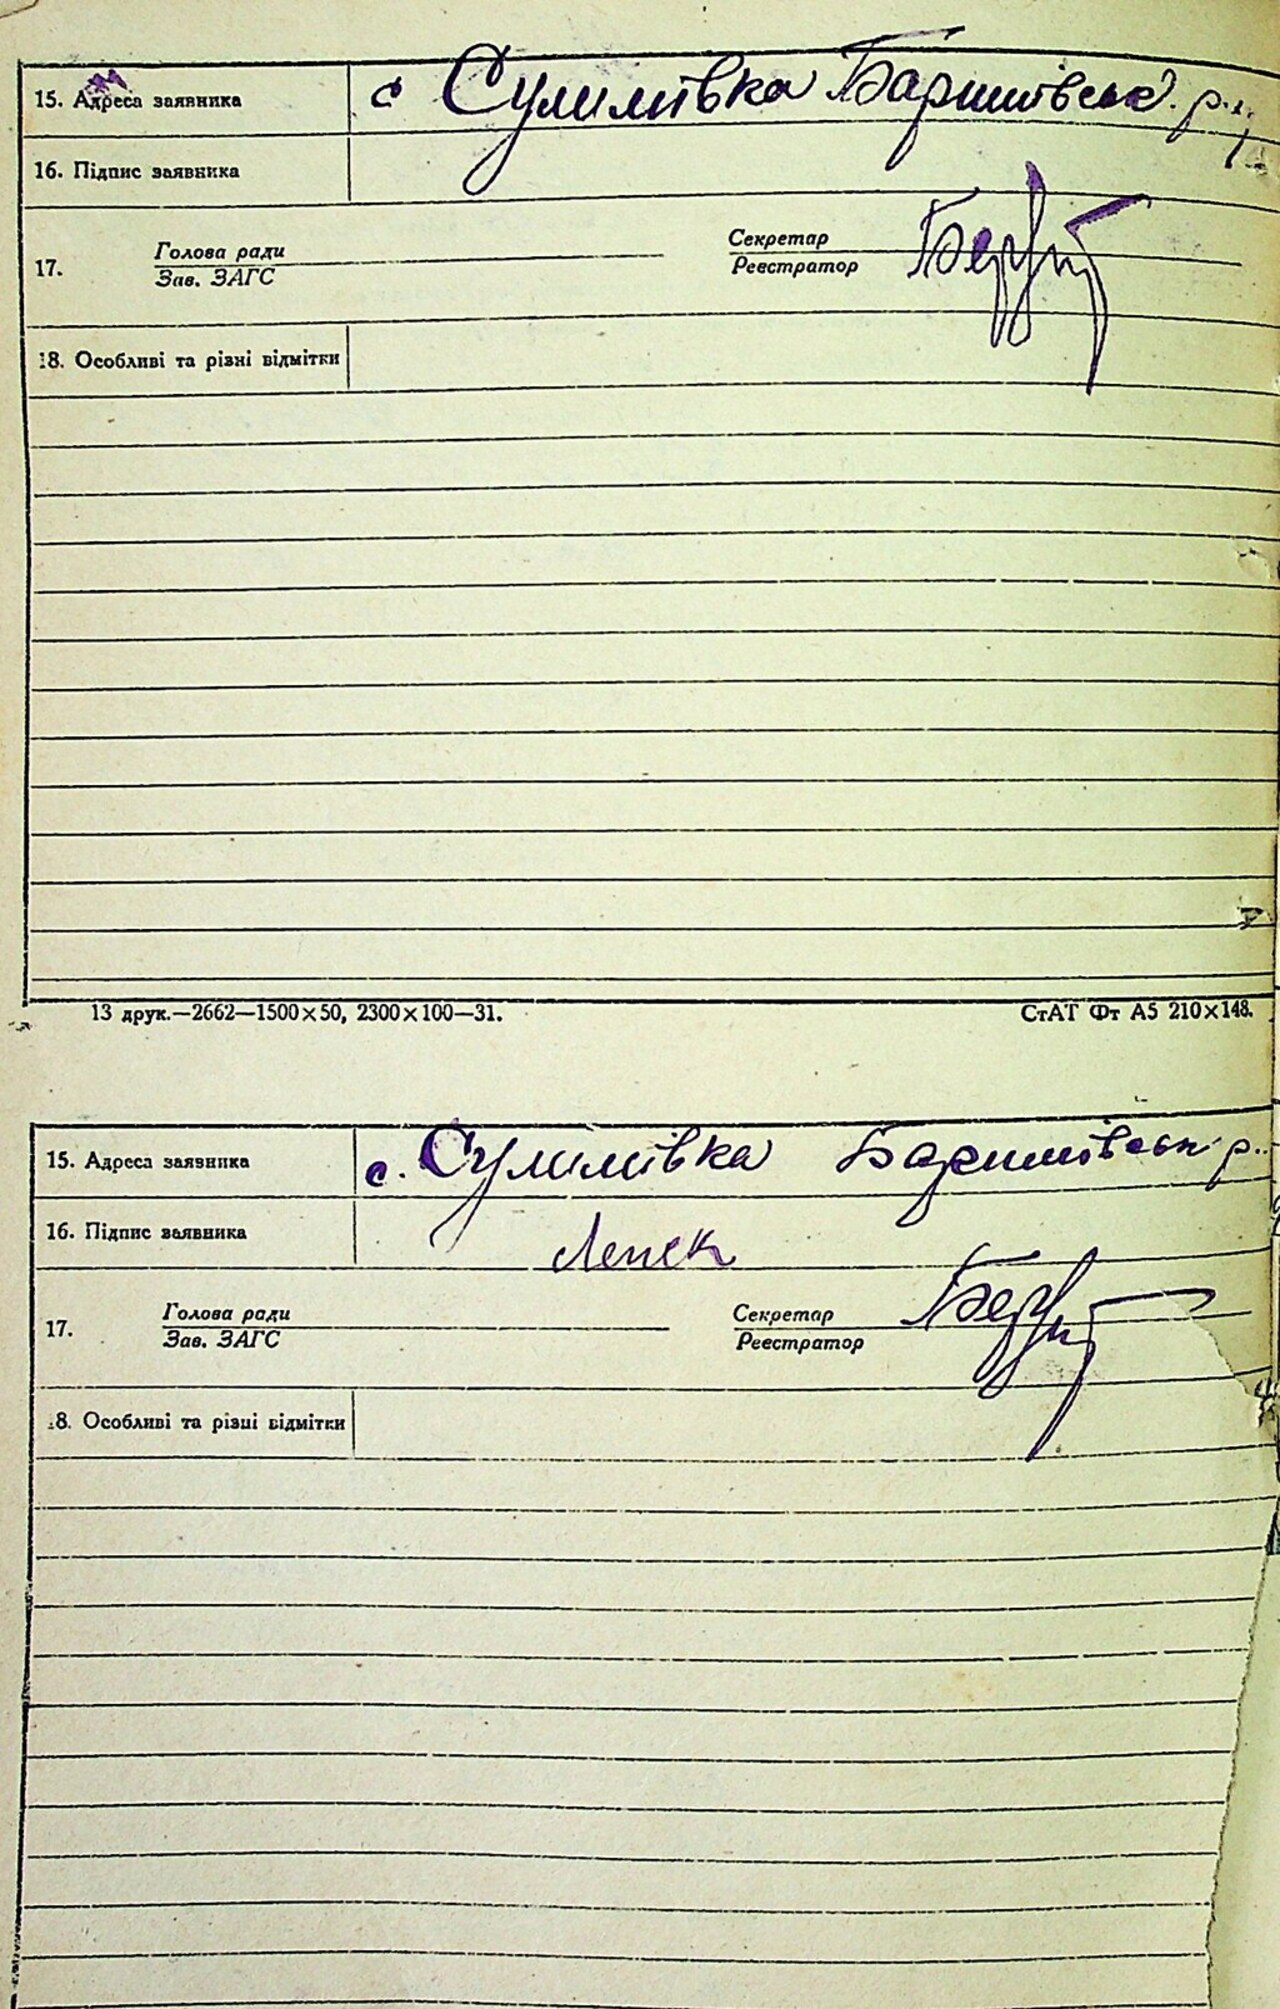 15. Адреса заявника с Сулимівка Баришівськ. р.
16. Підпис заявника
17. Голова ради Секретар
Зав. ЗАГС Реєстратор
18. Особливі та різні відмітки
13 друк.—2662—1500×50, 2300×100—31. СтАТ Фт А5 210×148.
15. Адреса заявника с. Сулимівка Баришівськ р.
16. Підпис заявника
17. Голова ради Секретар
Зав. ЗАГС Реєстратор
18. Особливі та різні відмітки